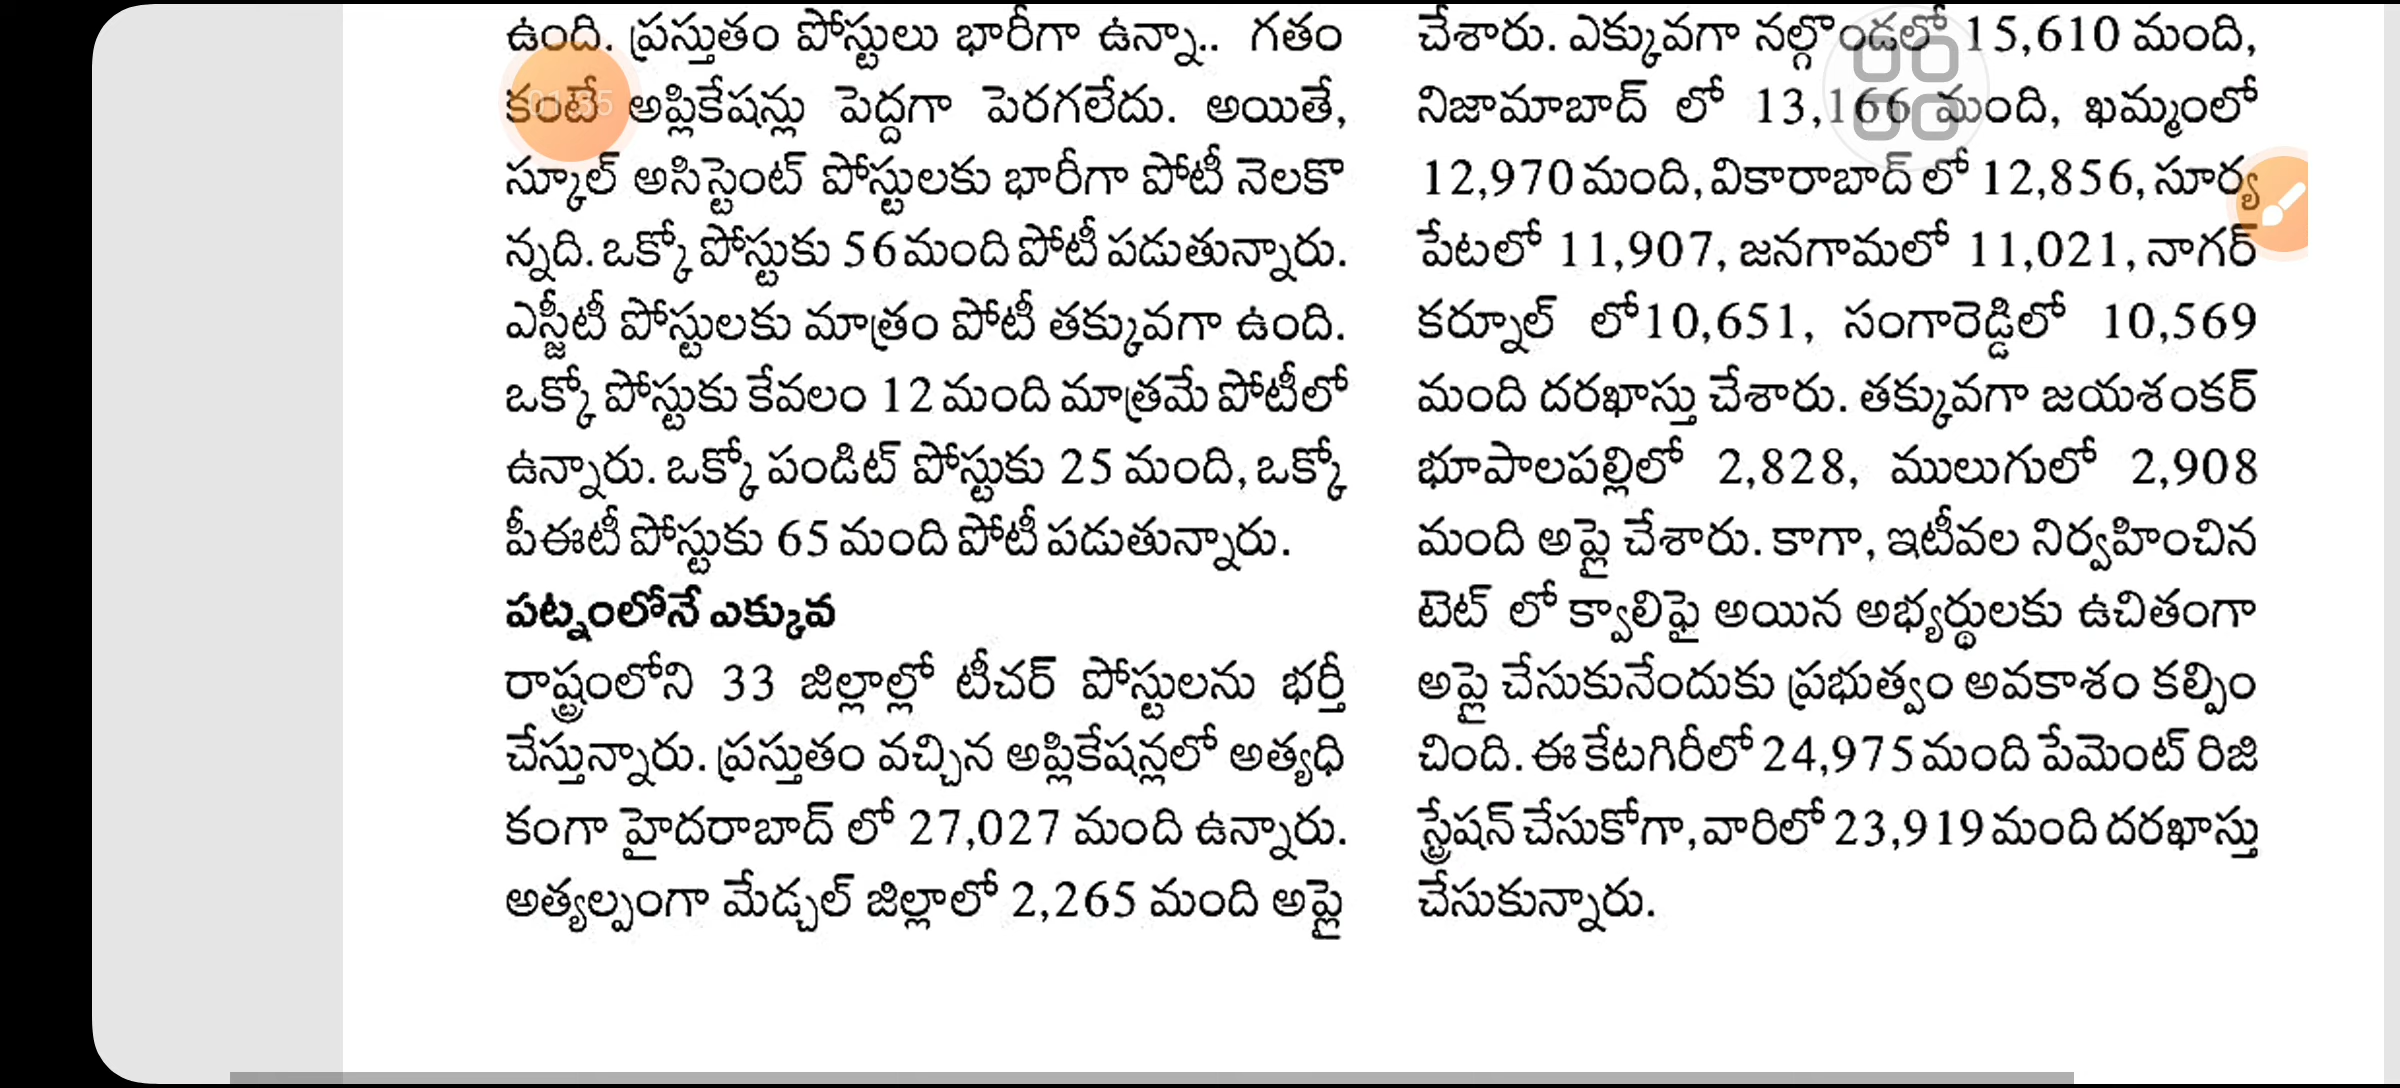 ఉంది. ప్రస్తుతం పోస్టులు భారీగా ఉన్నా.. గతం
కంటే అప్లికేషన్లు పెద్దగా పెరగలేదు. అయితే,
స్కూల్ అసిస్టెంట్ పోస్టులకు భారీగా పోటీ నెలకొ
న్నది. ఒక్కో పోస్టుకు 56 మంది పోటీ పడుతున్నారు.
ఎస్జీటీ పోస్టులకు మాత్రం పోటీ తక్కువగా ఉంది.
ఒక్కో పోస్టుకు కేవలం 12 మంది మాత్రమే పోటీలో
ఉన్నారు. ఒక్కో పండిట్ పోస్టుకు 25 మంది, ఒక్కో
పీఈటీ పోస్టుకు 65 మంది పోటీ పడుతున్నారు.
పట్నంలోనే ఎక్కువ
రాష్ట్రంలోని 33 జిల్లాల్లో టీచర్ పోస్టులను భర్తీ
చేస్తున్నారు. ప్రస్తుతం వచ్చిన అప్లికేషన్లలో అత్యధి
కంగా హైదరాబాద్ లో 27,027 మంది ఉన్నారు.
అత్యల్పంగా మేడ్చల్ జిల్లాలో 2,265 మంది అప్లై
చేశారు. ఎక్కువగా నల్గొండలో 15,610 మంది,
నిజామాబాద్ లో 13,166 మంది, ఖమ్మంలో
12,970 మంది, వికారాబాద్ లో 12,856, సూర్య
పేటలో 11,907, జనగామలో 11,021, నాగర్
కర్నూల్ లో10,651, సంగారెడ్డిలో 10,569
మంది దరఖాస్తు చేశారు. తక్కువగా జయశంకర్
భూపాలపల్లిలో 2,828, ములుగులో 2,908
మంది అప్లై చేశారు. కాగా, ఇటీవల నిర్వహించిన
టెట్ లో క్వాలిఫై అయిన అభ్యర్థులకు ఉచితంగా
అప్లై చేసుకునేందుకు ప్రభుత్వం అవకాశం కల్పిం
చింది. ఈ కేటగిరీలో 24,975 మంది పేమెంట్ రిజి
స్ట్రేషన్ చేసుకోగా, వారిలో 23,919 మంది దరఖాస్తు
చేసుకున్నారు.